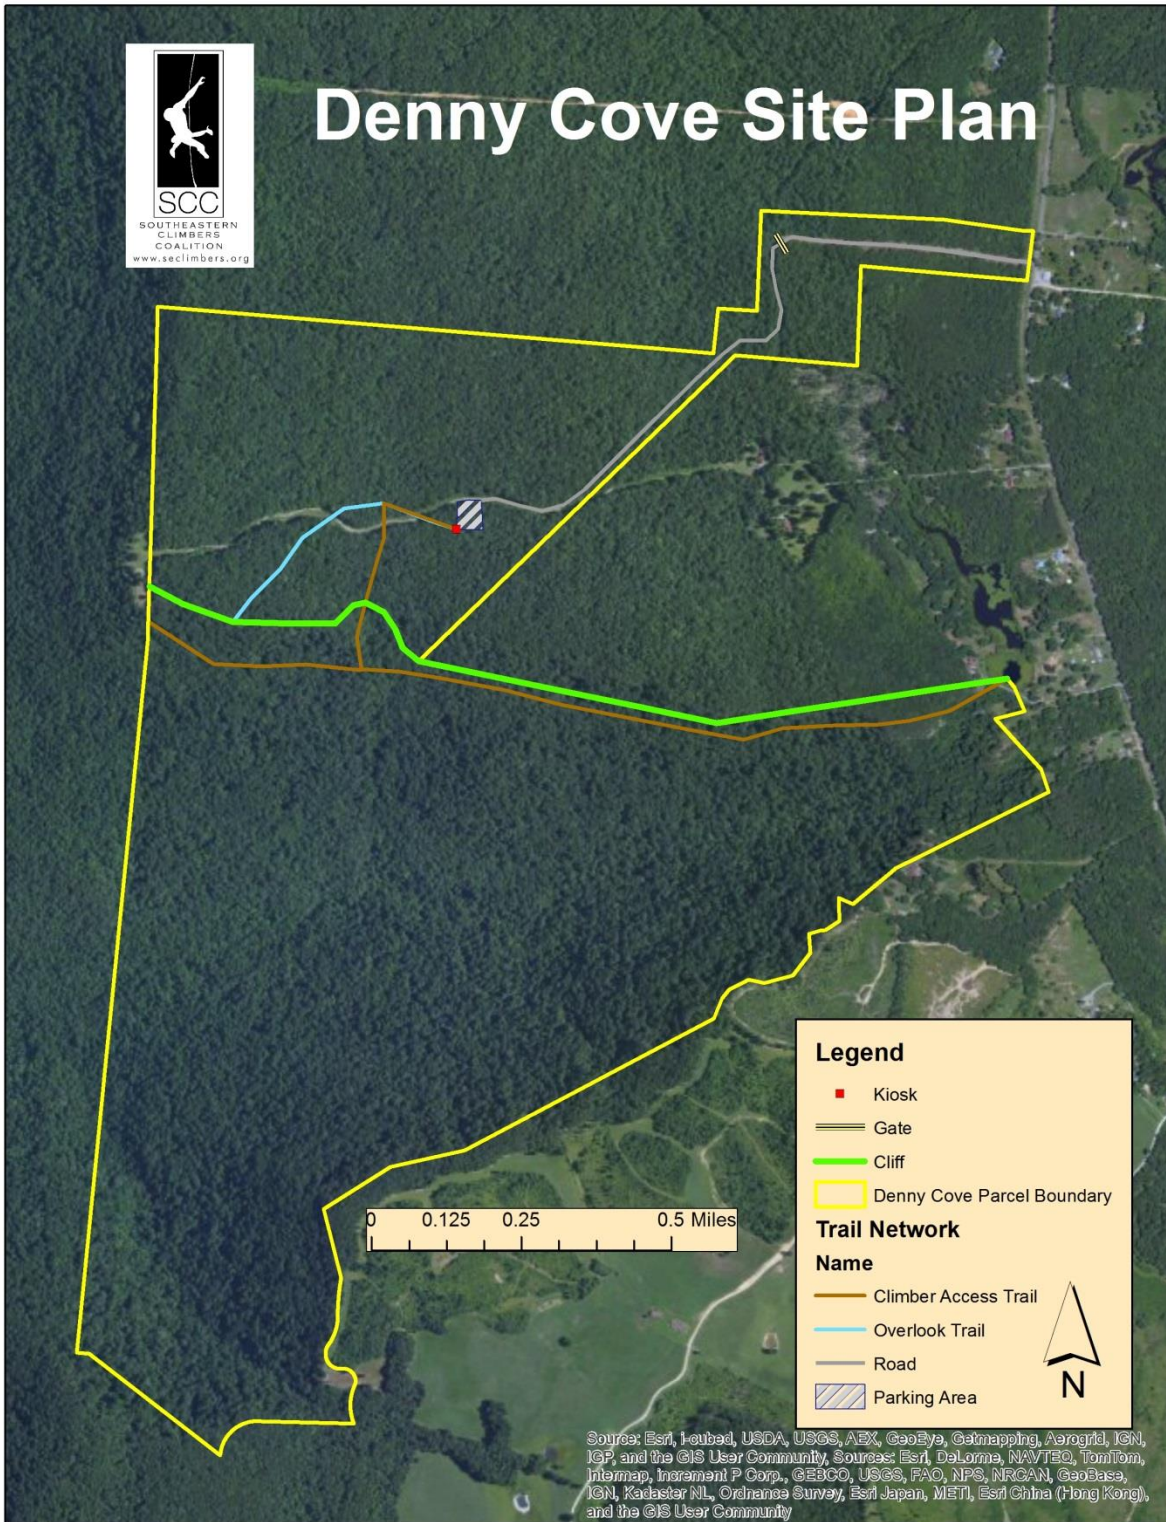 Denny Cove Site Plan
SCC
SOUTHEASTERN
CLIMBERS
COALITION
www.seclimbers.org
Legend
Kiosk
Gate
Cliff
Denny Cove Parcel Boundary
Trail Network
Name
Climber Access Trail
Overlook Trail
Road
Parking Area
N
0 0.125 0.25 0.5 Miles
Source: Esri, i-cubed, USDA, USGS, AEX, GeoEye, Getmapping, Aerogrid, IGN,
IGP, and the GIS User Community, Sources: Esri, DeLorme, NAVTEQ, TomTom,
Intermap, increment P Corp., GEBCO, USGS, FAO, NPS, NRCAN, GeoBase,
IGN, Kadaster NL, Ordnance Survey, Esri Japan, METI, Esri China (Hong Kong),
and the GIS User Community